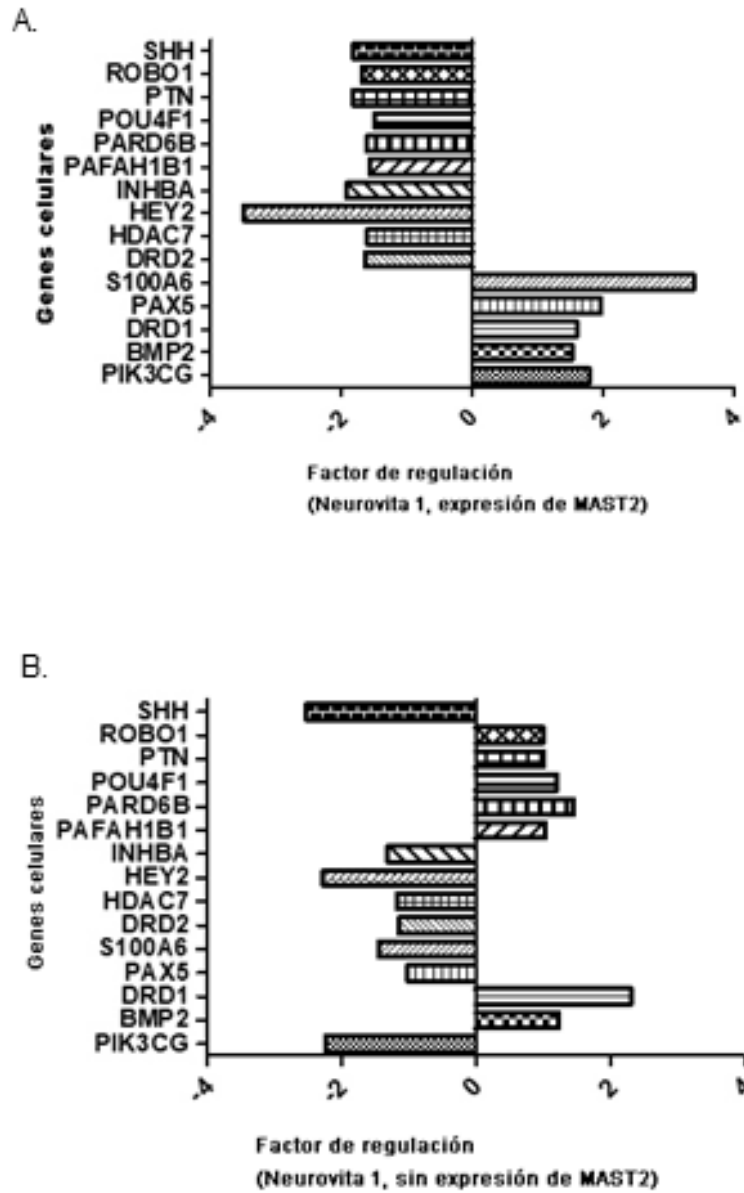 A.
Genes celulares
SHH
ROBO1
PTN
POU4F1
PARD6B
PAFAH1B1
INHBA
HEY2
HDAC7
DRD2
S100A6
PAX5
DRD1
BMP2
PIK3CG
-4 -2 0 2 4
Factor de regulación
(Neurovita 1, expresión de MAST2)
B.
Genes celulares
SHH
ROBO1
PTN
POU4F1
PARD6B
PAFAH1B1
INHBA
HEY2
HDAC7
DRD2
S100A6
PAX5
DRD1
BMP2
PIK3CG
-4 -2 0 2 4
Factor de regulación
(Neurovita 1, sin expresión de MAST2)